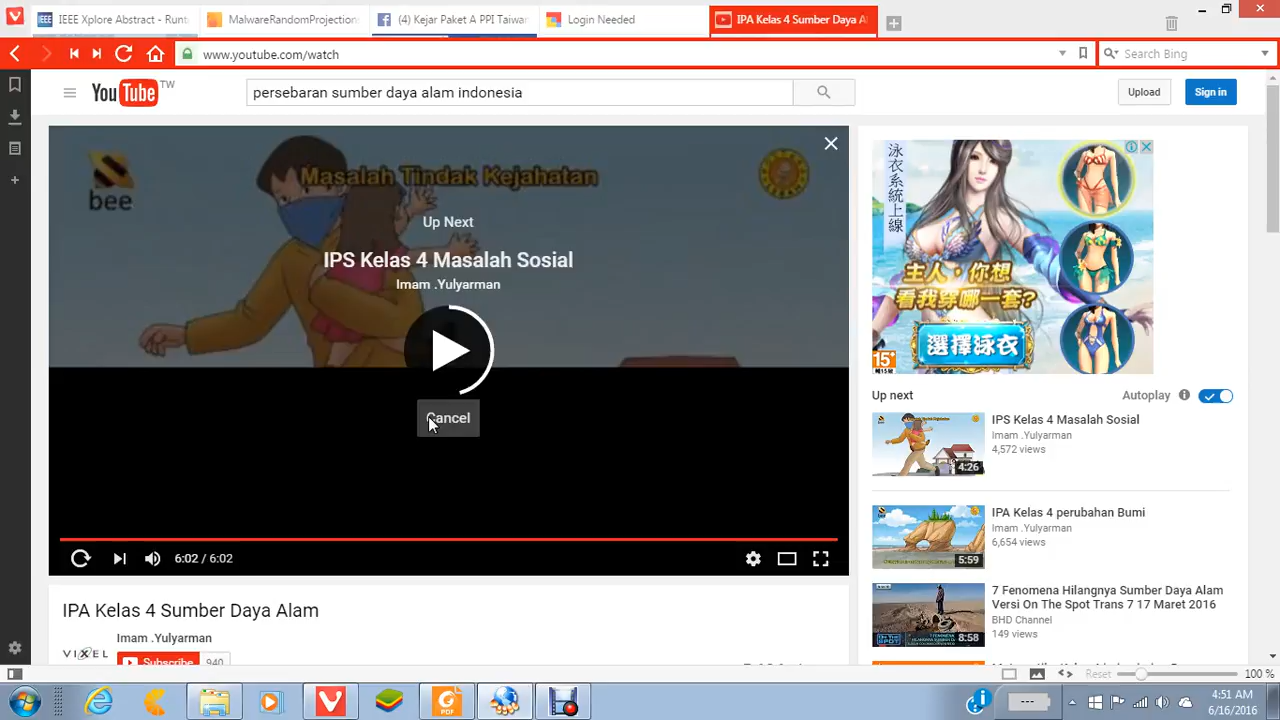 IEEE Xplore Abstract - Runt
MalwareRandomProjection
(4) Kejar Paket A PPI Taiwar
Login Needed
IPA Kelas 4 Sumber Daya Al
www.youtube.com/watch
Search Bing
YouTube TW
persebaran sumber daya alam indonesia
Upload
Sign in
bee
Masalah Tindak Kejahatan
Up Next
IPS Kelas 4 Masalah Sosial
Imam .Yulyarman
Cancel
6:02 / 6:02
泳衣系統上線
主人，你想
看我穿哪一套?
選擇泳衣
15+
Up next
Autoplay
IPS Kelas 4 Masalah Sosial
Imam .Yulyarman
4,572 views
4:26
IPA Kelas 4 perubahan Bumi
Imam .Yulyarman
6,654 views
5:59
7 Fenomena Hilangnya Sumber Daya Alam
Versi On The Spot Trans 7 17 Maret 2016
BHD Channel
149 views
8:58
IPA Kelas 4 Sumber Daya Alam
Imam .Yulyarman
VIXEL
Subscribe
940
Reset
100 %
PDF
4:51 AM
6/16/2016